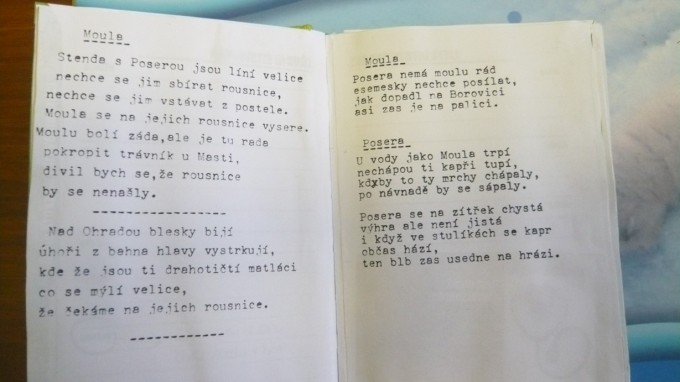 Moula
Stenda s Poserou jsou líní velice
nechce se jim sbírat rousnice,
nechce se jim vstávat z postele.
Moula se na jejich rousnice vysere.
Moulu bolí záda,ale je tu rada
pokropit trávník u Masti,
divil bych se,že rousnice
by se nenašly.
-------------
Nad Ohradou blesky bijí
úhoři z bahna hlavy vystrkují,
kde že jsou ti drahotičtí matláci
co se mýlí velice,
že čekáme na jejich rousnice.
------------
Moula
Posera nemá moulu rád
esemesky nechce posílat,
jak dopadl na Borovici
asi zas je na palici.
Posera
U vody jako Moula trpí
nechápou ti kapři tupí,
kdyby to ty mrchy chápaly,
po návnadě by se sápaly.
Posera se na zítřek chystá
výhra ale není jistá
i když ve stulíkách se kapr
občas hází,
ten blb zas usedne na hrázi.